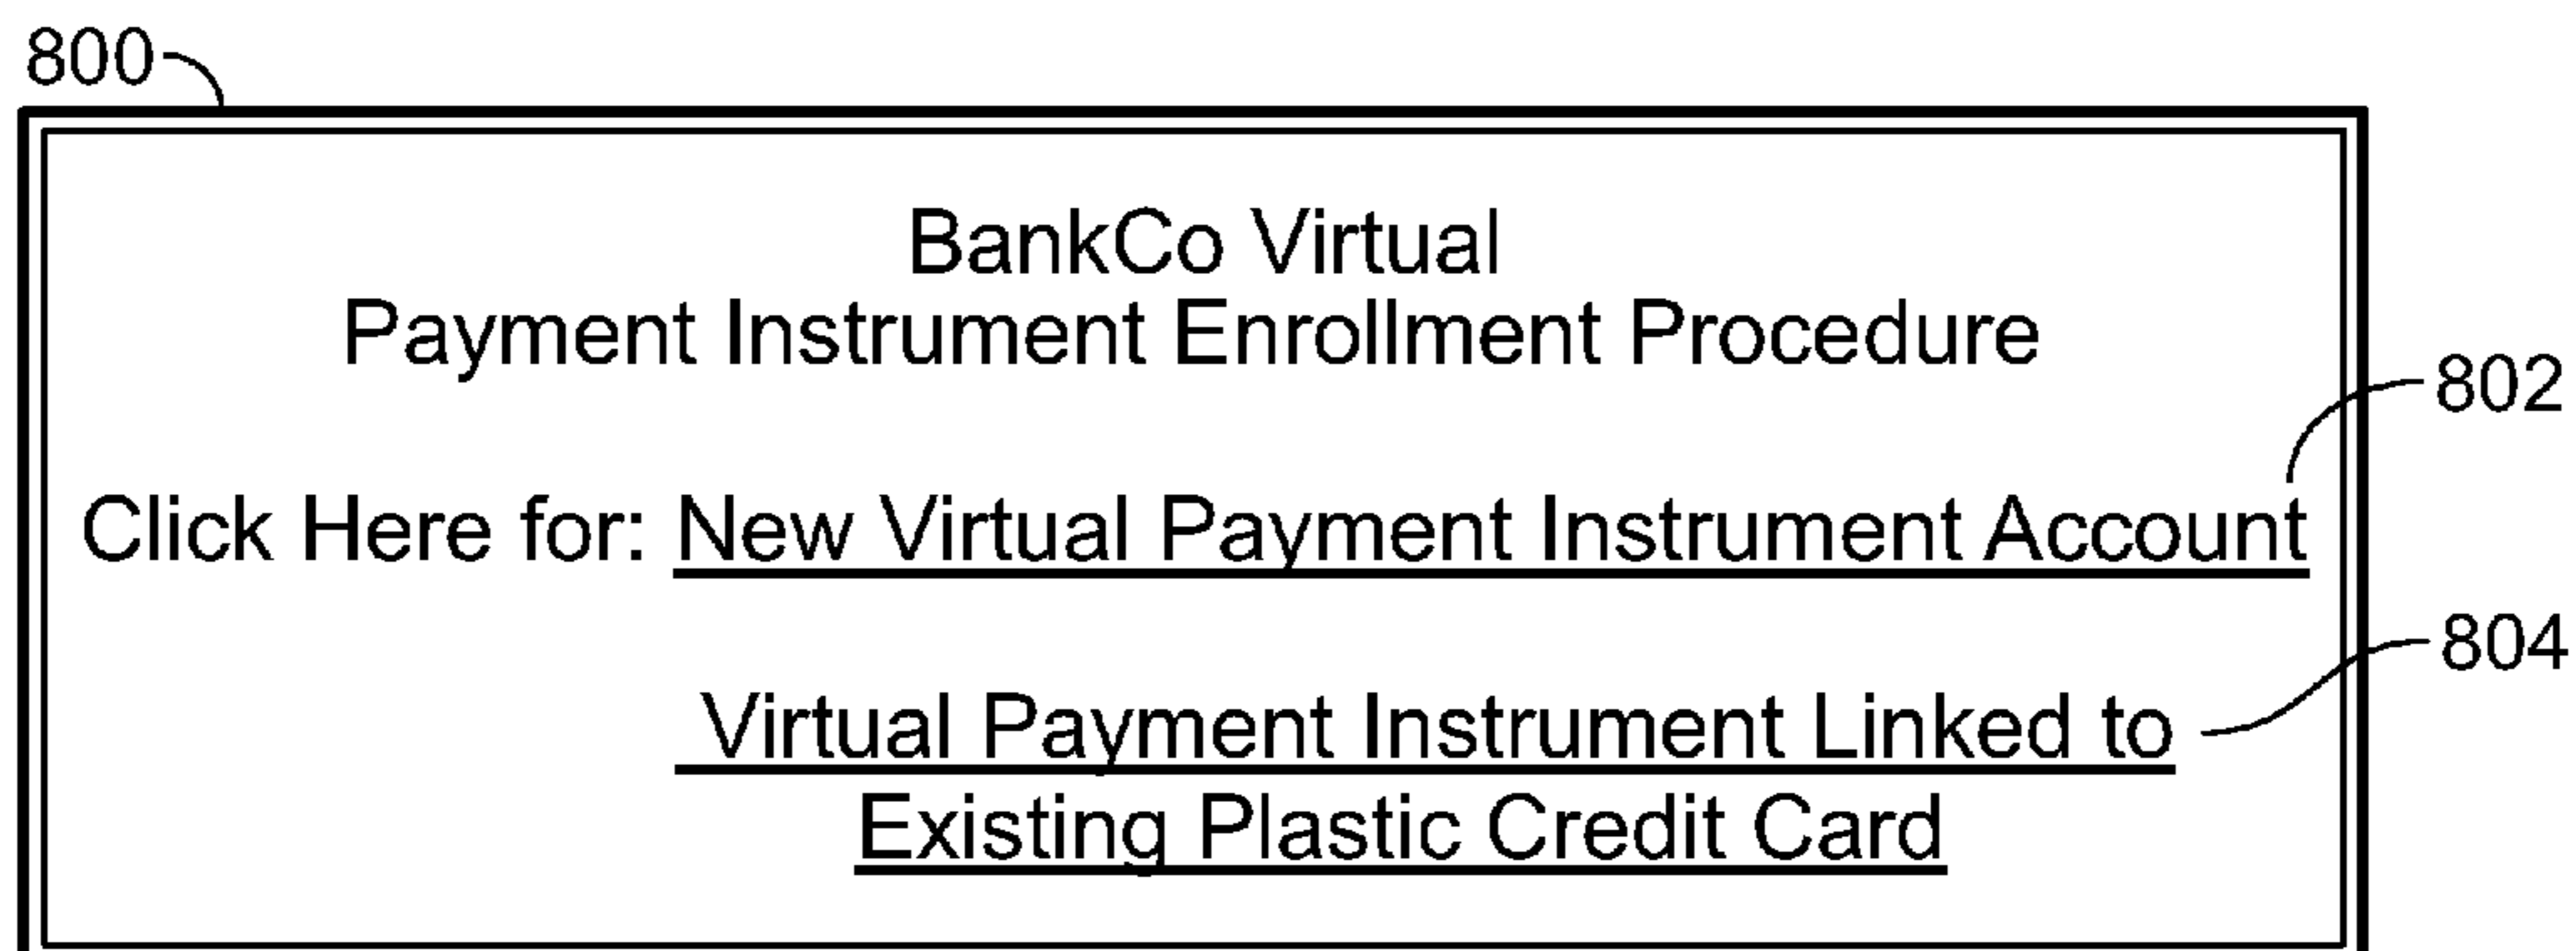 800
BankCo Virtual
Payment Instrument Enrollment Procedure
802
Click Here for: New Virtual Payment Instrument Account
804
Virtual Payment Instrument Linked to
Existing Plastic Credit Card